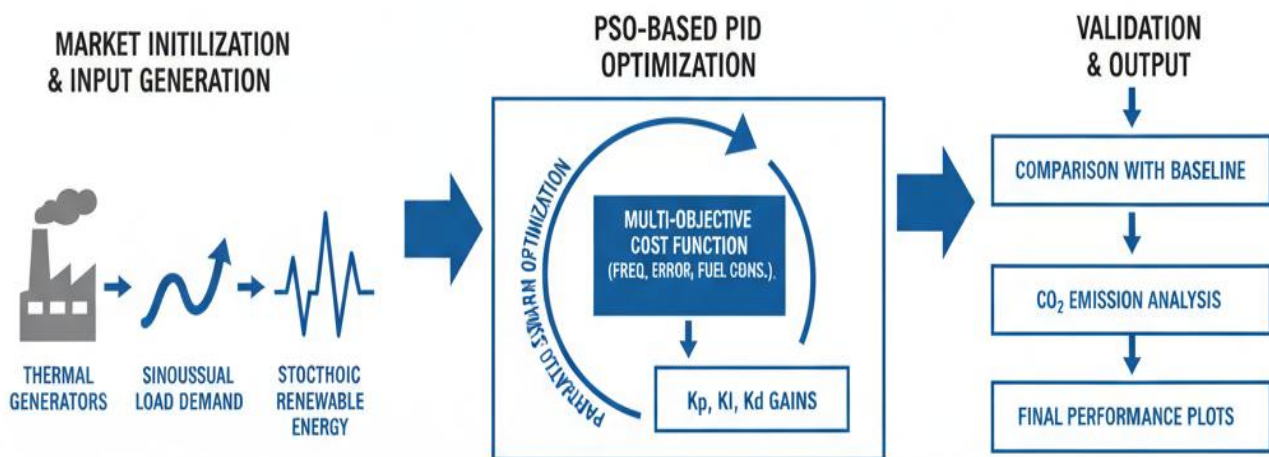 MARKET INITILIZATION
& INPUT GENERATION
THERMAL
GENERATORS
SINOUSSUAL
LOAD DEMAND
STOCTHOIC
RENEWABLE
ENERGY
PSO-BASED PID
OPTIMIZATION
OPTIMIZATION
MULTI-OBJECTIVE
COST FUNCTION
(FREQ, ERROR, FUEL CONS.).
Kp, KI, Kd GAINS
VALIDATION
& OUTPUT
COMPARISON WITH BASELINE
CO₂ EMISSION ANALYSIS
FINAL PERFORMANCE PLOTS